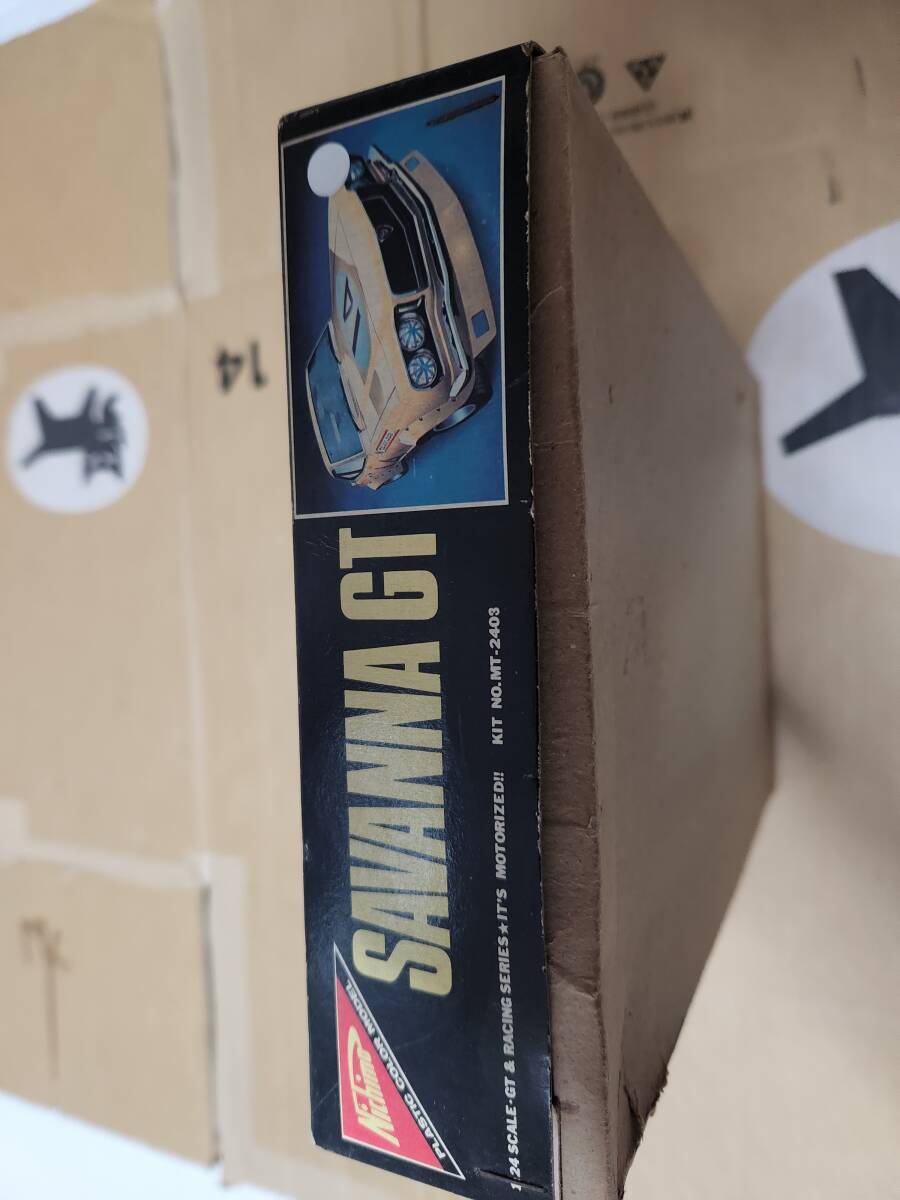 Nichimo
PLASTIC COLOR MODEL
SAVANNA GT
1/24 SCALE·GT & RACING SERIES★IT'S MOTORIZED!! KIT NO.MT-2403
14